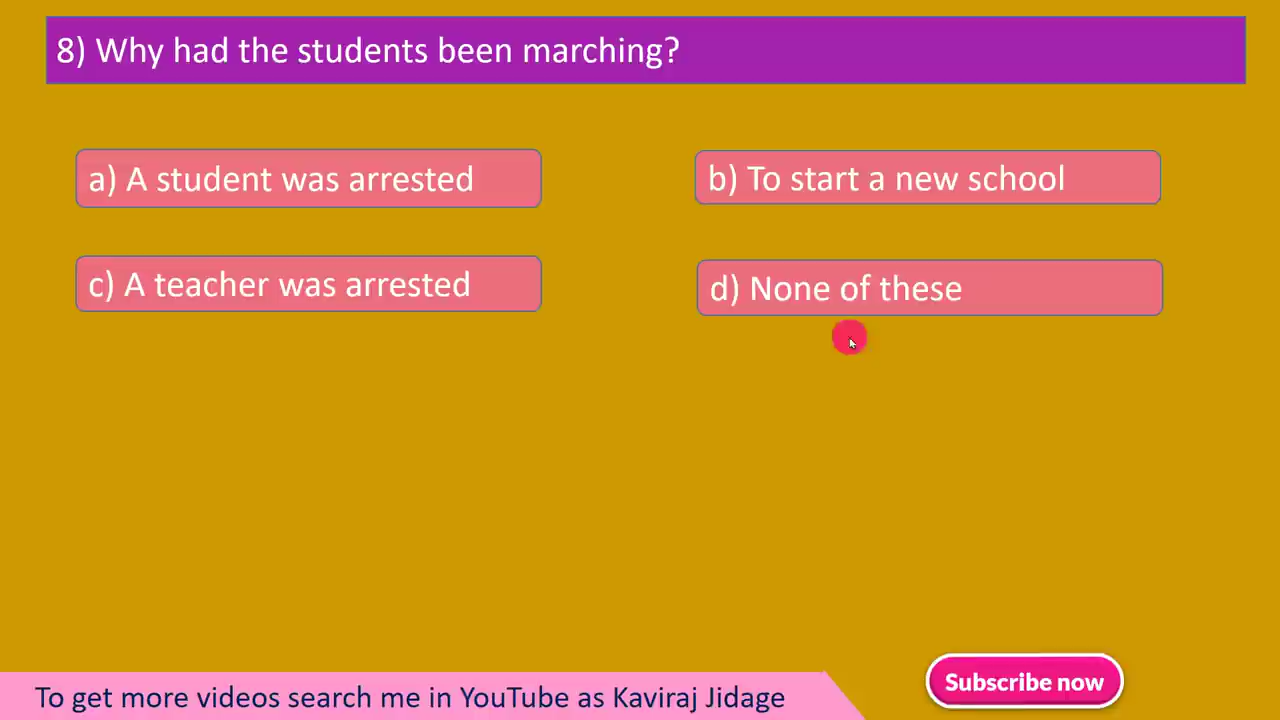 8) Why had the students been marching?
a) A student was arrested
b) To start a new school
c) A teacher was arrested
d) None of these
To get more videos search me in YouTube as Kaviraj Jidage
Subscribe now